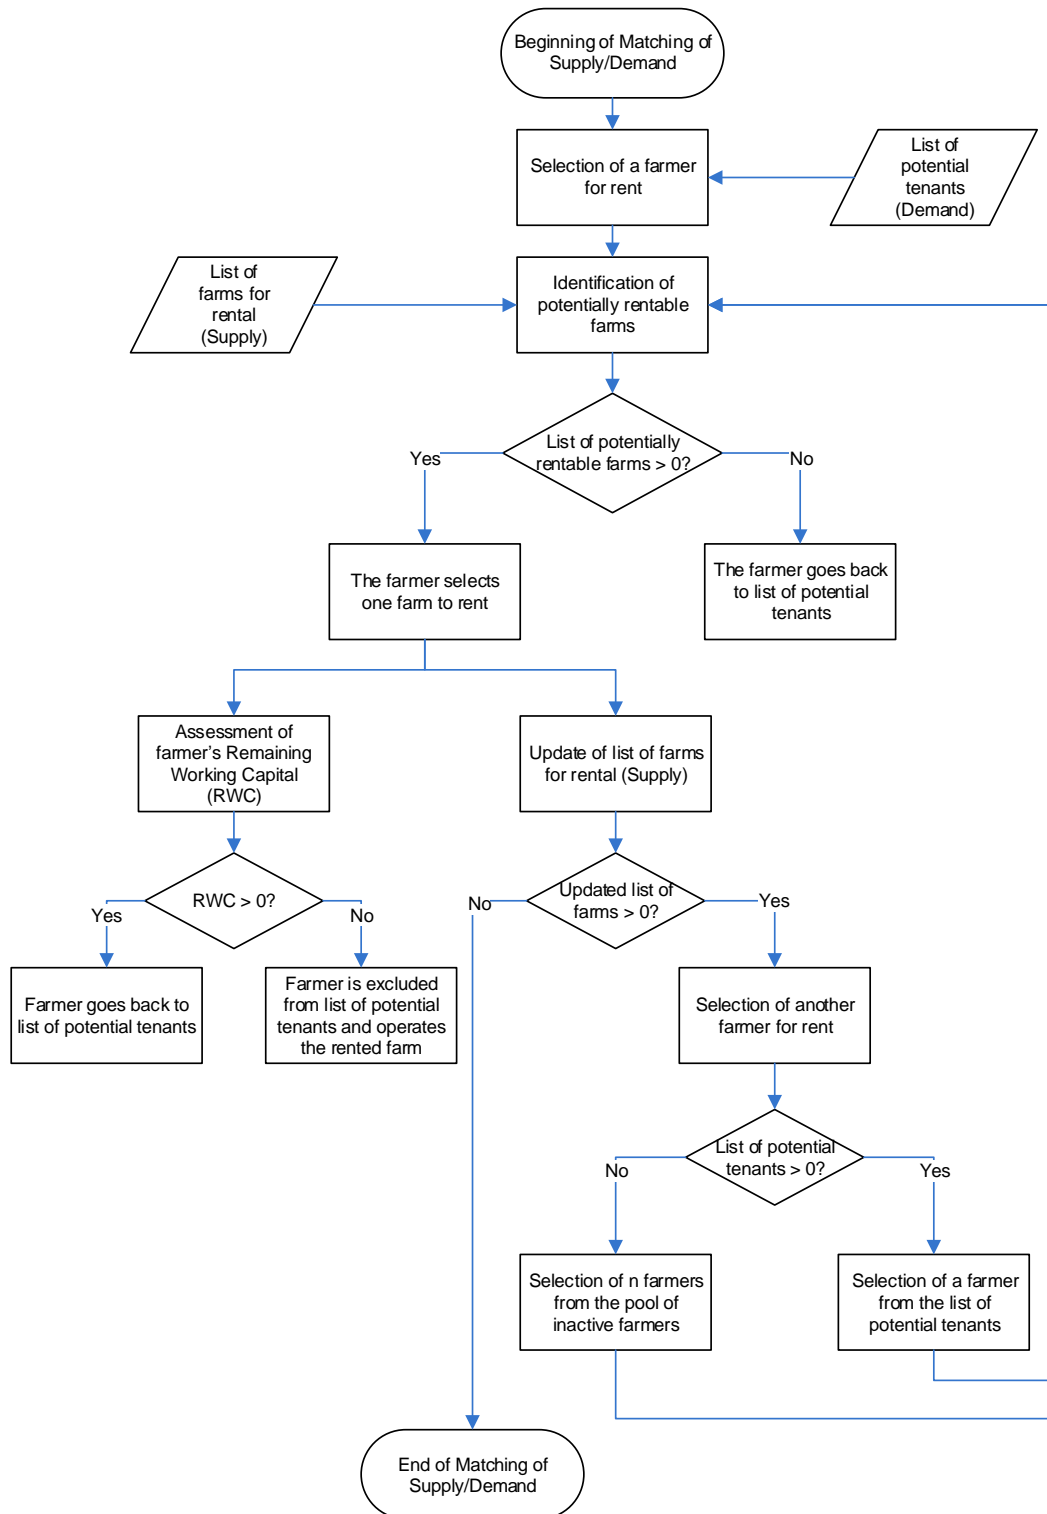 Beginning of Matching of
Supply/Demand
Selection of a farmer
for rent
List of
potential
tenants
(Demand)
List of
farms for
rental
(Supply)
Identification of
potentially rentable
farms
List of potentially
rentable farms > 0?
Yes
No
The farmer selects
one farm to rent
The farmer goes back
to list of potential
tenants
Assessment of
farmer's Remaining
Working Capital
(RWC)
Update of list of farms
for rental (Supply)
RWC > 0?
Yes
No
Updated list of
farms > 0?
No
Yes
Farmer goes back to
list of potential tenants
Farmer is excluded
from list of potential
tenants and operates
the rented farm
Selection of another
farmer for rent
List of potential
tenants > 0?
No
Yes
Selection of n farmers
from the pool of
inactive farmers
Selection of a farmer
from the list of
potential tenants
End of Matching of
Supply/Demand